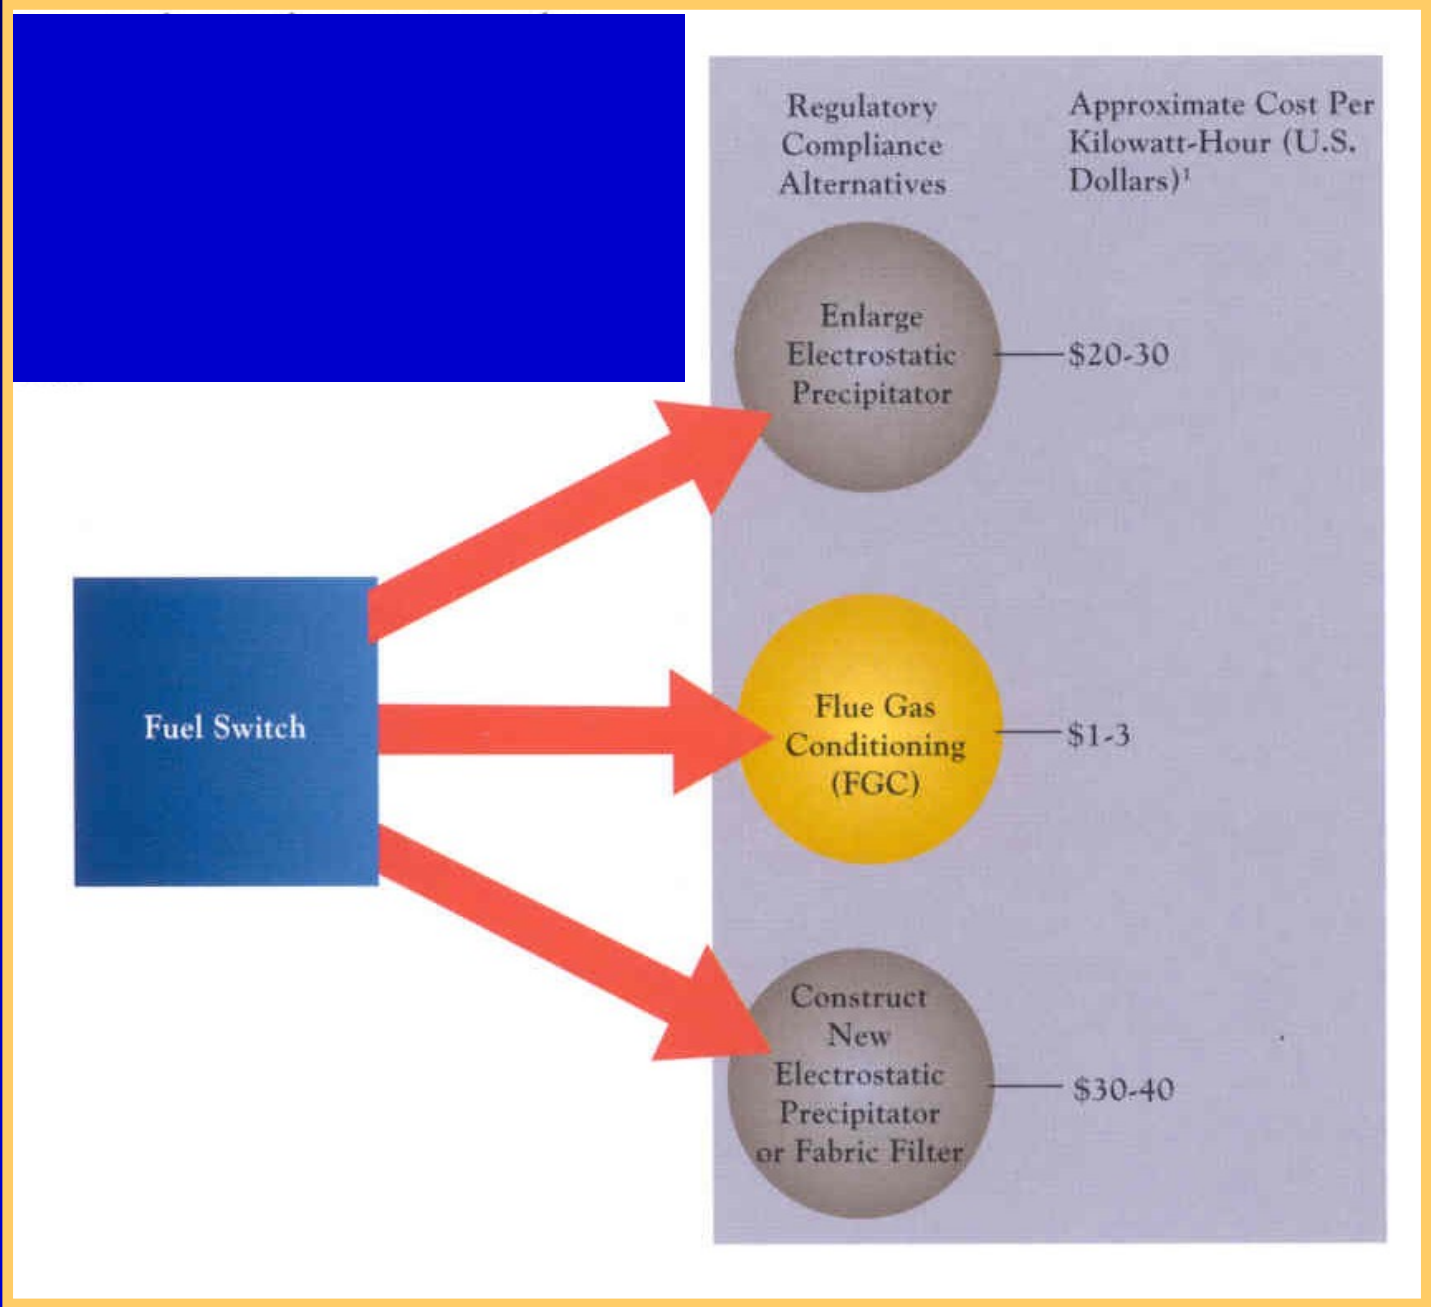 Regulatory
Compliance
Alternatives
Approximate Cost Per
Kilowatt-Hour (U.S.
Dollars)¹
Enlarge
Electrostatic
Precipitator
$20-30
Fuel Switch
Flue Gas
Conditioning
(FGC)
$1-3
Construct
New
Electrostatic
Precipitator
or Fabric Filter
$30-40